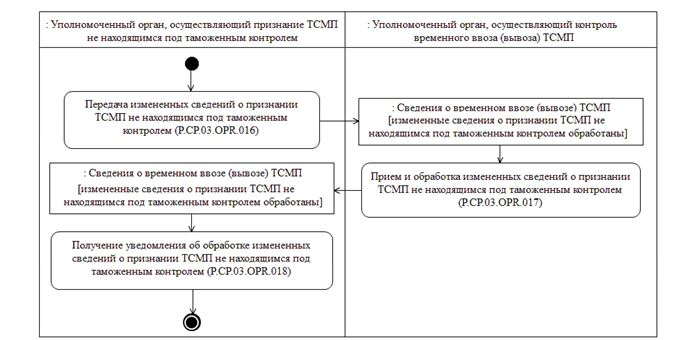 : Уполномоченный орган, осуществляющий признание ТСМП
не находящимся под таможенным контролем
: Уполномоченный орган, осуществляющий контроль
временного ввоза (вывоза) ТСМП
Передача измененных сведений о признании
ТСМП не находящимся под таможенным
контролем (P.CP.03.OPR.016)
: Сведения о временном ввозе (вывозе) ТСМП
[измененные сведения о признании ТСМП не
находящимся под таможенным контролем обработаны]
: Сведения о временном ввозе (вывозе) ТСМП
[измененные сведения о признании ТСМП не
находящимся под таможенным контролем обработаны]
Прием и обработка измененных сведений о признании
ТСМП не находящимся под таможенным контролем
(P.CP.03.OPR.017)
Получение уведомления об обработке измененных
сведений о признании ТСМП не находящимся под
таможенным контролем (P.CP.03.OPR.018)